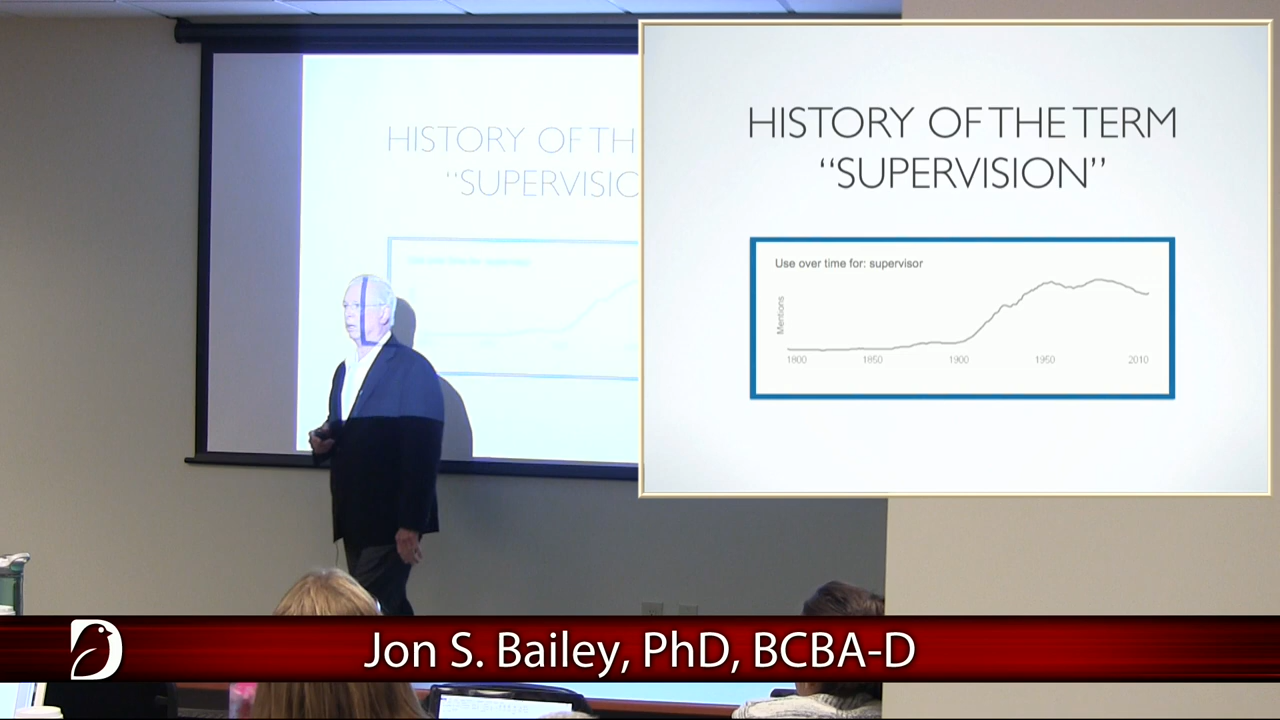 HISTORY OF TH
"SUPERVISIC
HISTORY OF THE TERM
“SUPERVISION”
Use over time for: supervisor
Mentions
1800 1850 1900 1950 2010
Jon S. Bailey, PhD, BCBA-D